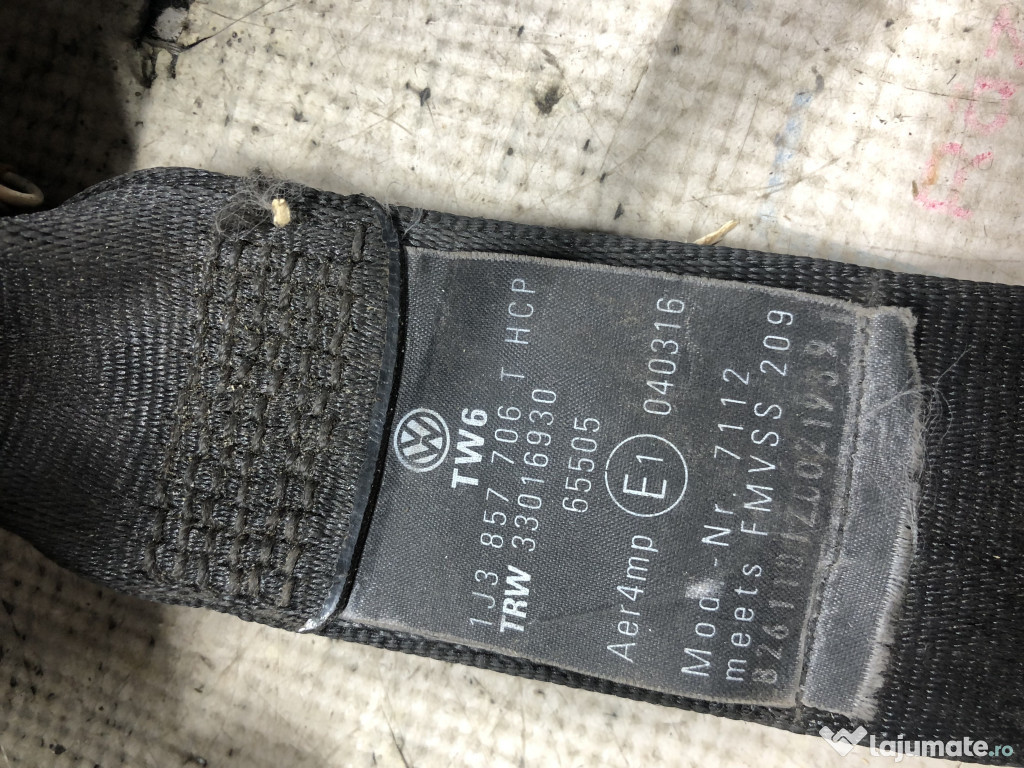 TW6
1J3 857 706 T HCP
TRW 33016930
65505
Aer4mp E1 040316
Mod.-Nr. 7112
meets FMVSS 209
lajumate.ro